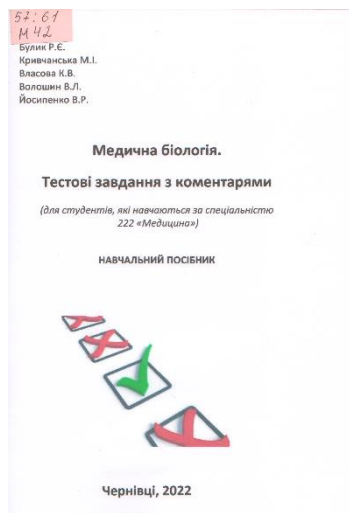 57:61
М42
Булик Р.Є.
Кривчанська М.І.
Власова К.В.
Волошин В.Л.
Йосипенко В.Р.
Медична біологія.
Тестові завдання з коментарями
(для студентів, які навчаються за спеціальністю
222 «Медицина»)
НАВЧАЛЬНИЙ ПОСІБНИК
Чернівці, 2022